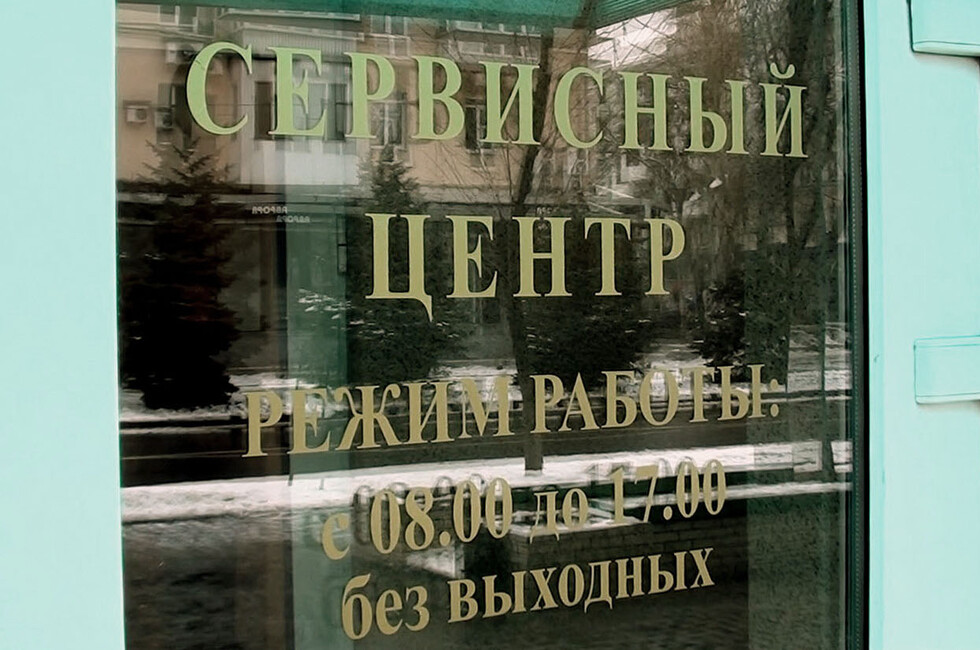 СЕРВИСНЫЙ
ЦЕНТР
РЕЖИМ РАБОТЫ:
с 08.00 до 17.00
без выходных